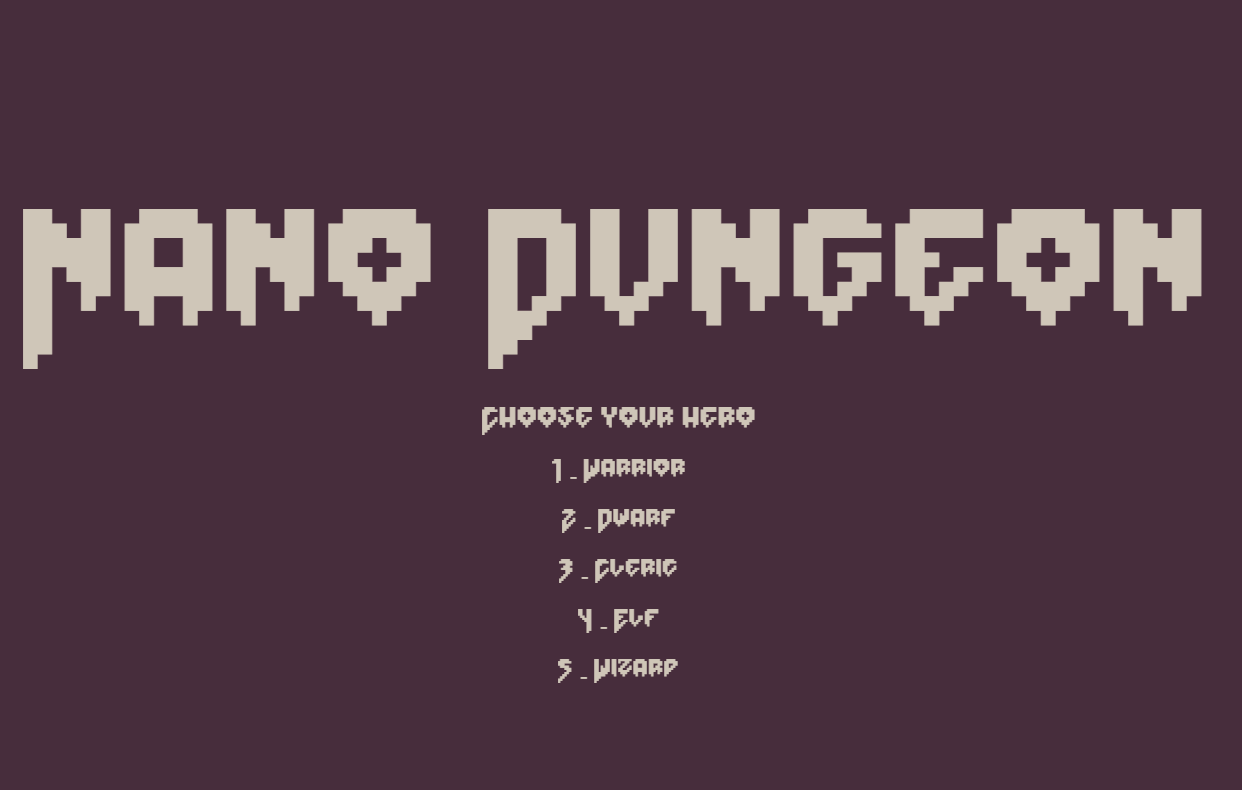 NANO DUNGEON
CHOOSE YOUR HERO
1 - WARRIOR
2 - DWARF
3 - CLERIC
4 - ELF
5 - WIZARD